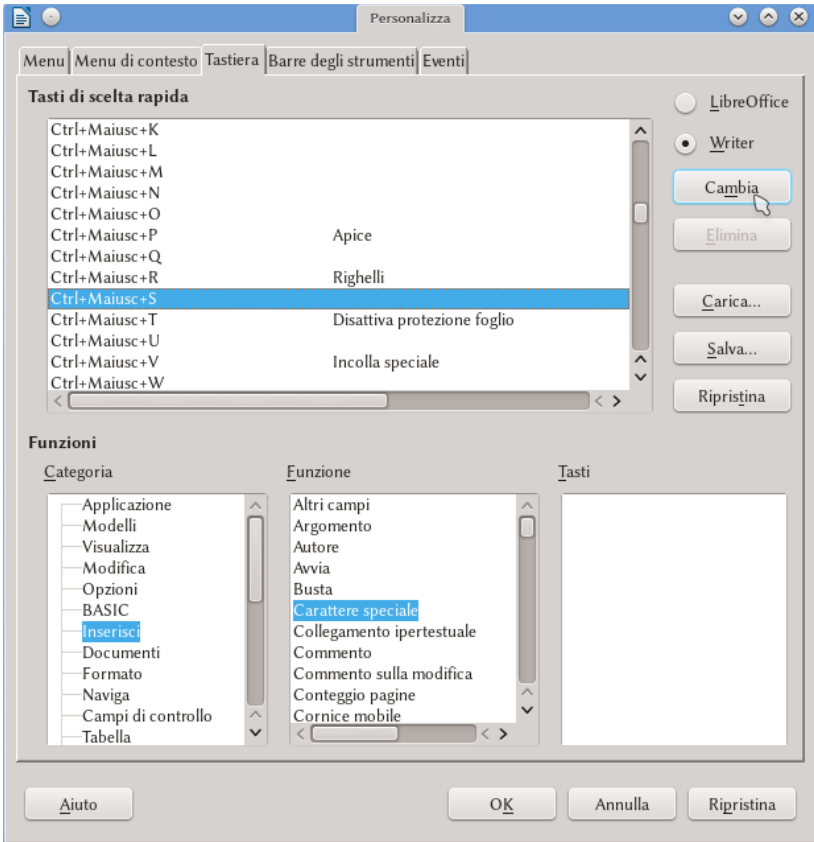 Personalizza
Menu Menu di contesto Tastiera Barre degli strumenti Eventi
Tasti di scelta rapida
Ctrl+Maiusc+K
Ctrl+Maiusc+L
Ctrl+Maiusc+M
Ctrl+Maiusc+N
Ctrl+Maiusc+O
Ctrl+Maiusc+P Apice
Ctrl+Maiusc+Q
Ctrl+Maiusc+R Righelli
Ctrl+Maiusc+S
Ctrl+Maiusc+T Disattiva protezione foglio
Ctrl+Maiusc+U
Ctrl+Maiusc+V Incolla speciale
Ctrl+Maiusc+W
LibreOffice
Writer
Cambia
Elimina
Carica...
Salva...
Ripristina
Funzioni
Categoria
Applicazione
Modelli
Visualizza
Modifica
Opzioni
BASIC
Inserisci
Documenti
Formato
Naviga
Campi di controllo
Tabella
Funzione
Altri campi
Argomento
Autore
Avvia
Busta
Carattere speciale
Collegamento ipertestuale
Commento
Commento sulla modifica
Conteggio pagine
Cornice mobile
Tasti
Aiuto OK Annulla Ripristina